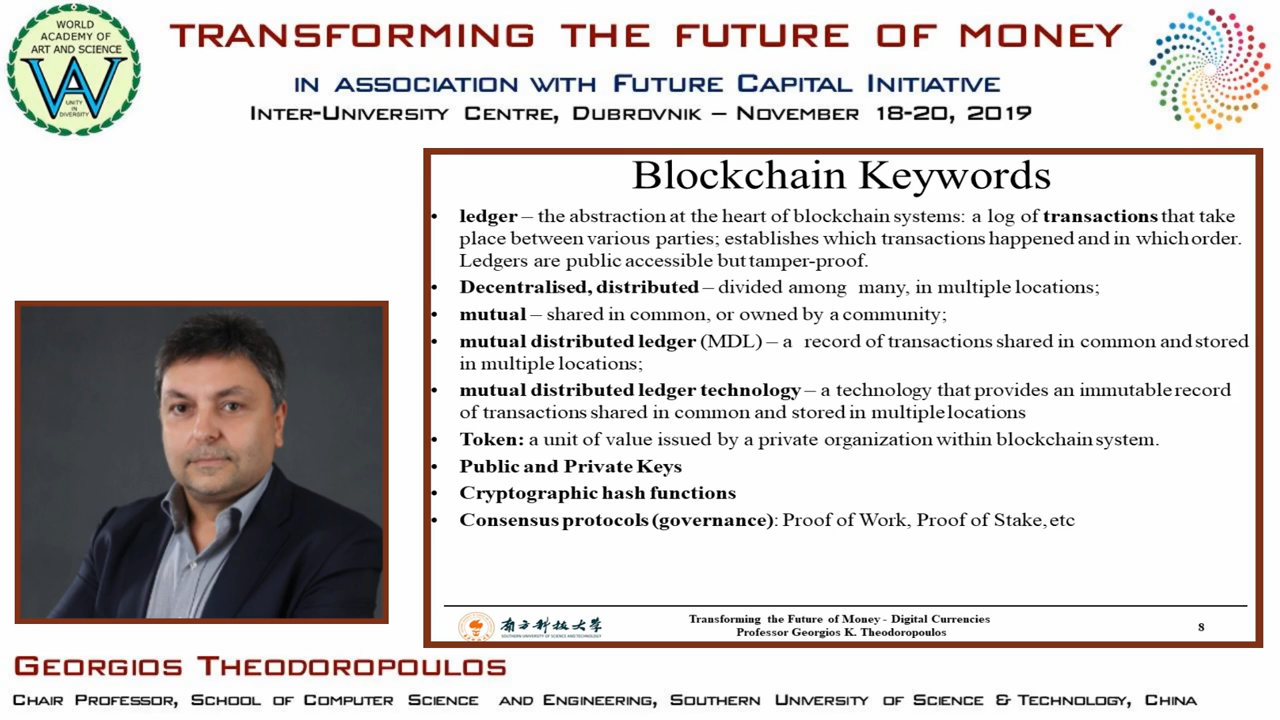 WORLD
ACADEMY OF
ART AND SCIENCE
UNITY
IN
DIVERSITY
TRANSFORMING THE FUTURE OF MONEY
IN ASSOCIATION WITH FUTURE CAPITAL INITIATIVE
INTER-UNIVERSITY CENTRE, DUBROVNIK – NOVEMBER 18-20, 2019
Blockchain Keywords
• ledger – the abstraction at the heart of blockchain systems: a log of transactions that take
place between various parties; establishes which transactions happened and in which order.
Ledgers are public accessible but tamper-proof.
• Decentralised, distributed – divided among many, in multiple locations;
• mutual – shared in common, or owned by a community;
• mutual distributed ledger (MDL) – a record of transactions shared in common and stored
in multiple locations;
• mutual distributed ledger technology – a technology that provides an immutable record
of transactions shared in common and stored in multiple locations
• Token: a unit of value issued by a private organization within blockchain system.
• Public and Private Keys
• Cryptographic hash functions
• Consensus protocols (governance): Proof of Work, Proof of Stake, etc
南方科技大学
SOUTHERN UNIVERSITY OF SCIENCE AND TECHNOLOGY
Transforming the Future of Money - Digital Currencies
Professor Georgios K. Theodoropoulos
8
GEORGIOS THEODOROPOULOS
CHAIR PROFESSOR, SCHOOL OF COMPUTER SCIENCE AND ENGINEERING, SOUTHERN UNIVERSITY OF SCIENCE & TECHNOLOGY, CHINA